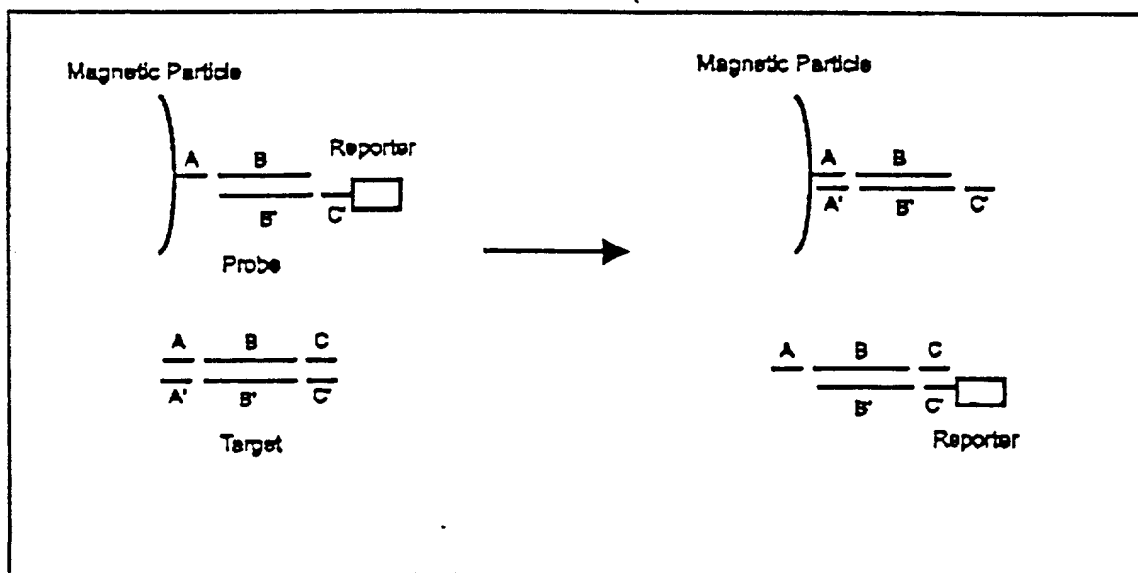 Magnetic Particle
A B Reporter
B' C'
Probe
A B C
A' B' C'
Target
Magnetic Particle
A B
A' B' C'
A B C
B' C'
Reporter